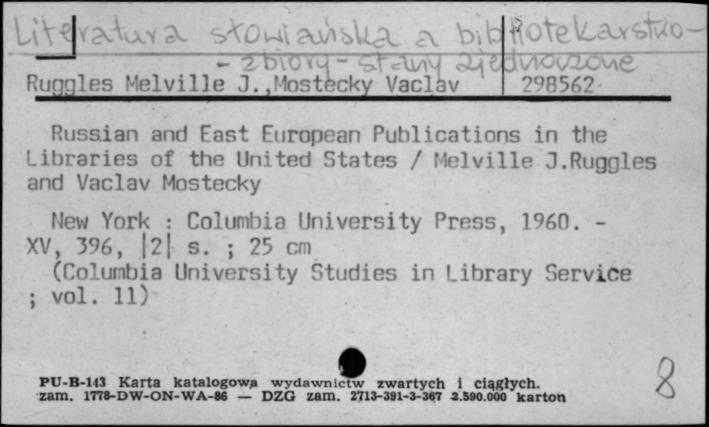 Literatura słowiańska a bibliotekarstwo-
- zbiory - stany zjednoczone
Ruggles Melville J.,Mostecky Vaclav 298562
Russian and East European Publications in the
Libraries of the United States / Melville J.Ruggles
and Vaclav Mostecky
New York : Columbia University Press, 1960. -
XV, 396, |2| s. ; 25 cm
(Columbia University Studies in Library Service
; vol. 11)
PU-B-143 Karta katalogowa wydawnictw zwartych i ciągłych.
zam. 1778-DW-ON-WA-86 — DZG zam. 2713-391-3-367 2.590.000 karton
8